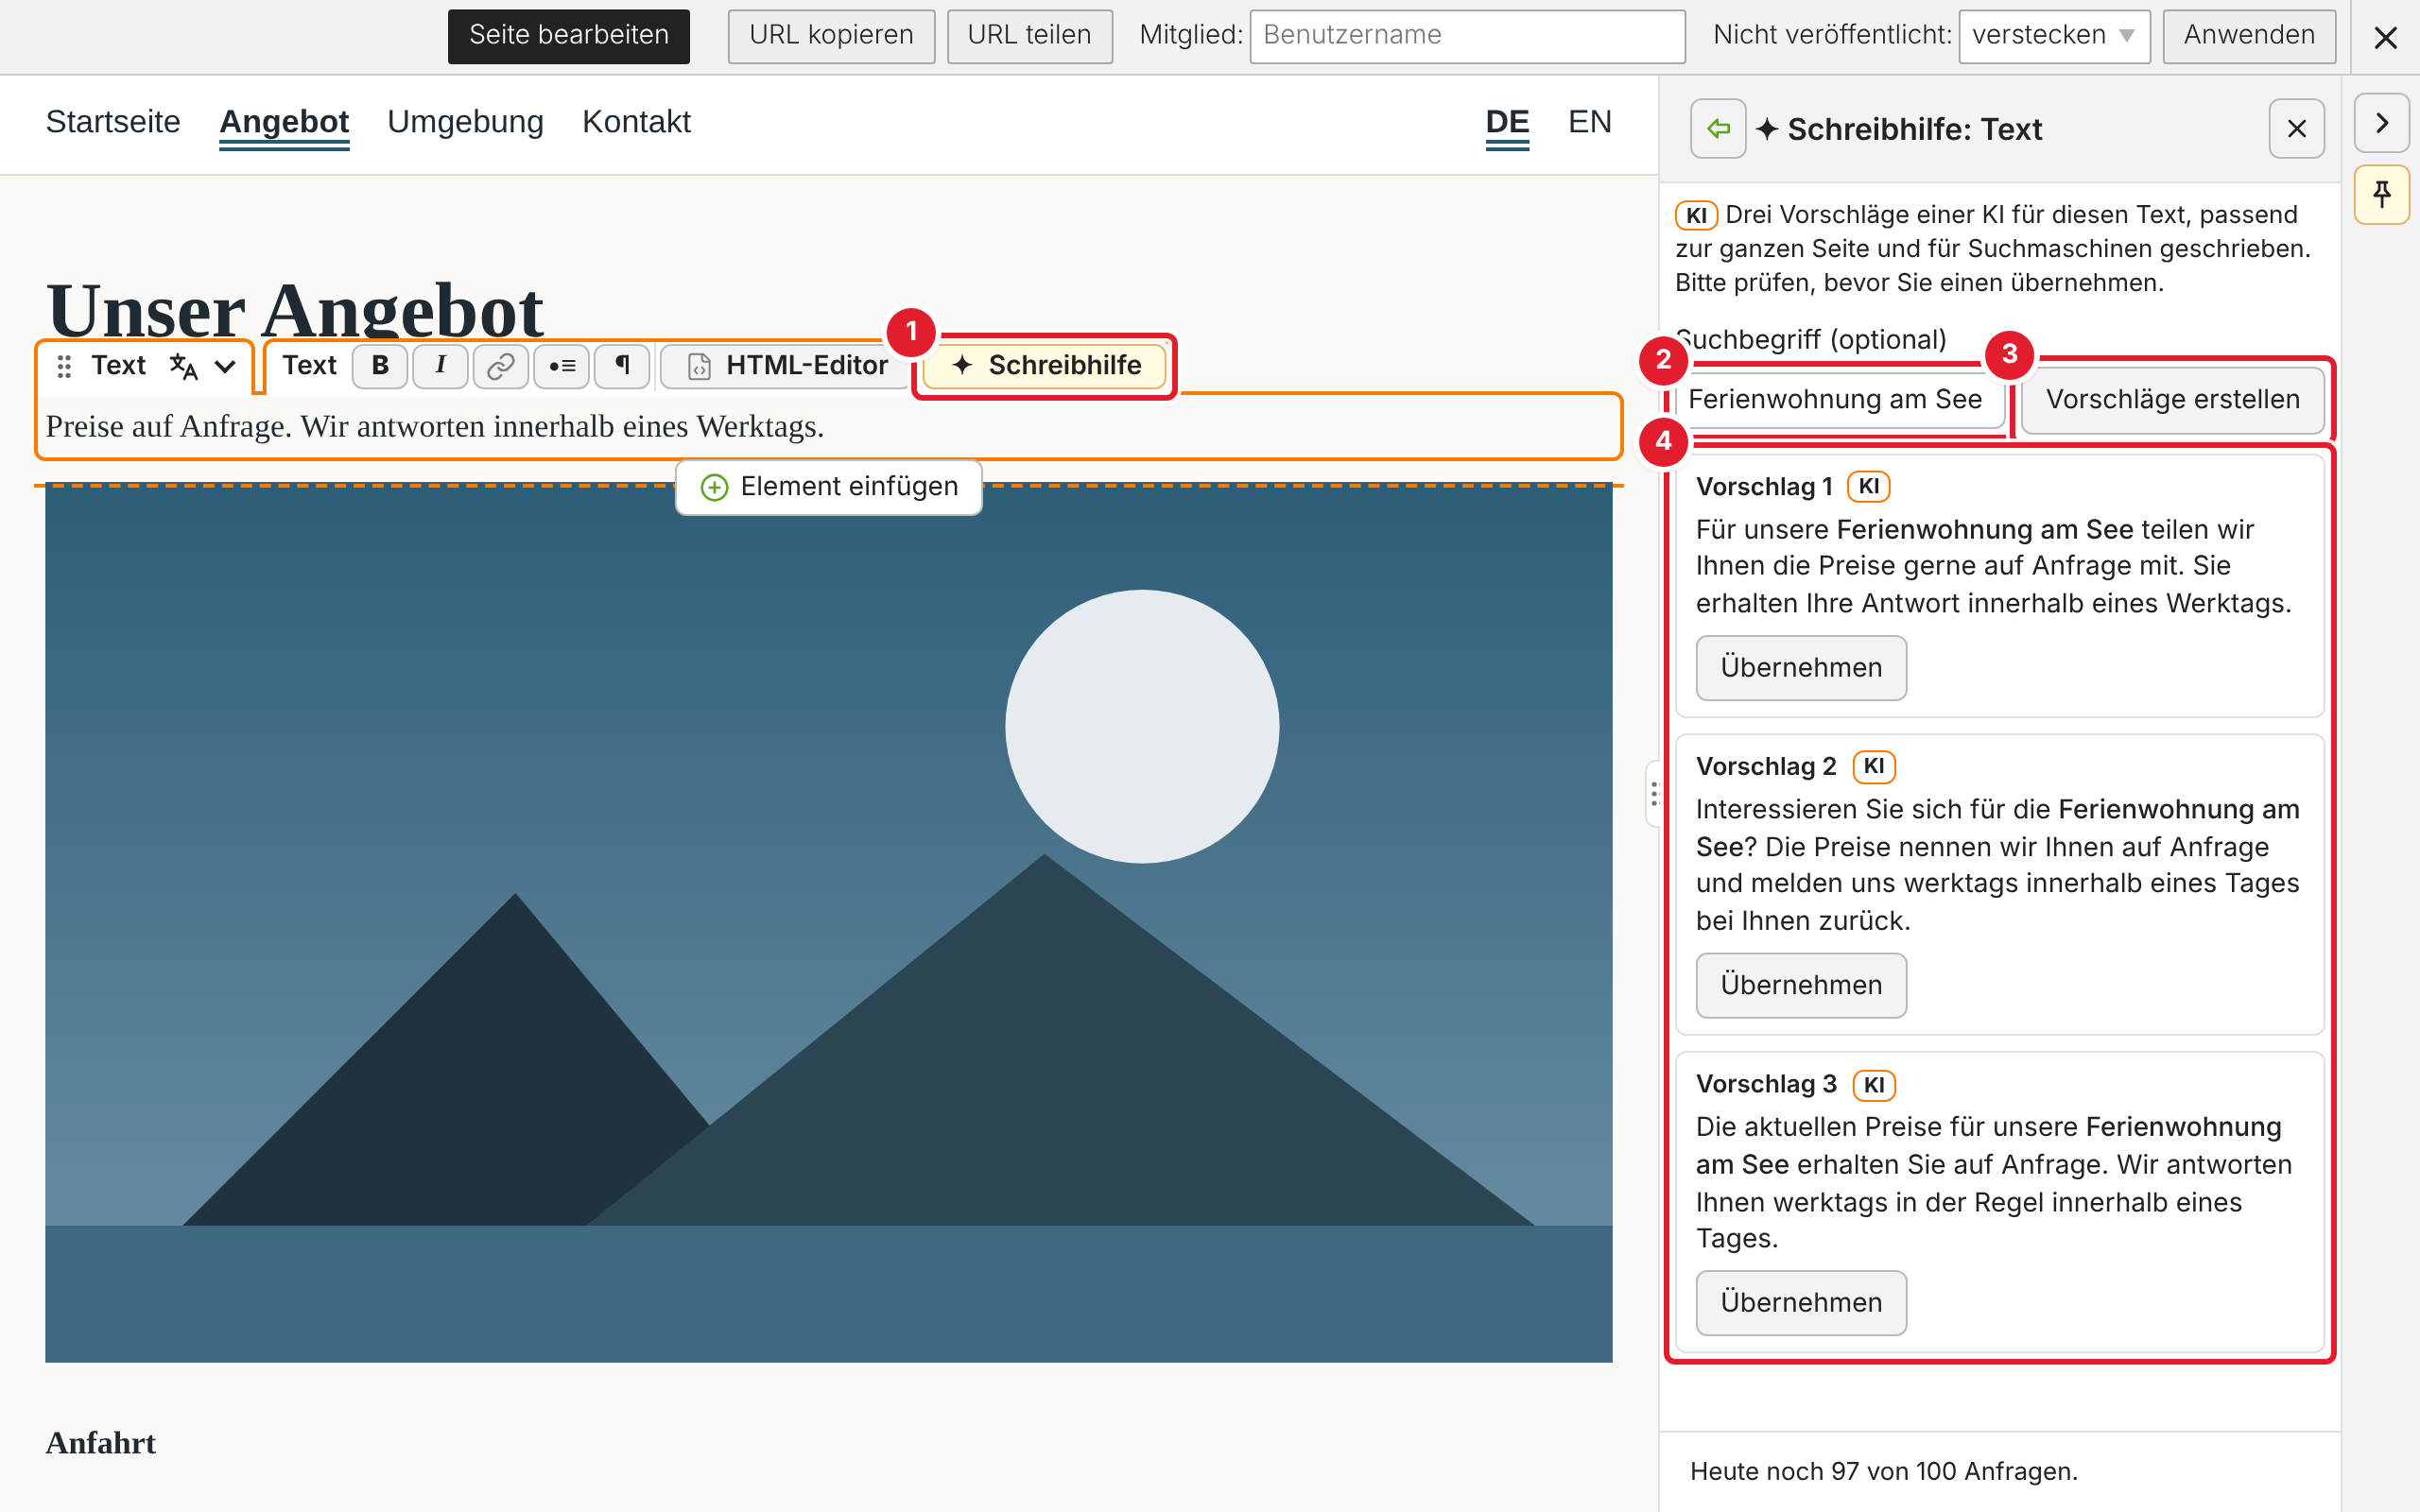 Seite bearbeiten URL kopieren URL teilen Mitglied: Benutzername Nicht veröffentlicht: verstecken Anwenden
Startseite Angebot Umgebung Kontakt DE EN
Unser Angebot
Text Text B I ¶ HTML-Editor 1 Schreibhilfe
Preise auf Anfrage. Wir antworten innerhalb eines Werktags.
Element einfügen
Anfahrt
Schreibhilfe: Text
KI Drei Vorschläge einer KI für diesen Text, passend
zur ganzen Seite und für Suchmaschinen geschrieben.
Bitte prüfen, bevor Sie einen übernehmen.
Suchbegriff (optional)
2 Ferienwohnung am See 3 Vorschläge erstellen
4
Vorschlag 1 KI
Für unsere Ferienwohnung am See teilen wir
Ihnen die Preise gerne auf Anfrage mit. Sie
erhalten Ihre Antwort innerhalb eines Werktags.
Übernehmen
Vorschlag 2 KI
Interessieren Sie sich für die Ferienwohnung am
See? Die Preise nennen wir Ihnen auf Anfrage
und melden uns werktags innerhalb eines Tages
bei Ihnen zurück.
Übernehmen
Vorschlag 3 KI
Die aktuellen Preise für unsere Ferienwohnung
am See erhalten Sie auf Anfrage. Wir antworten
Ihnen werktags in der Regel innerhalb eines
Tages.
Übernehmen
Heute noch 97 von 100 Anfragen.